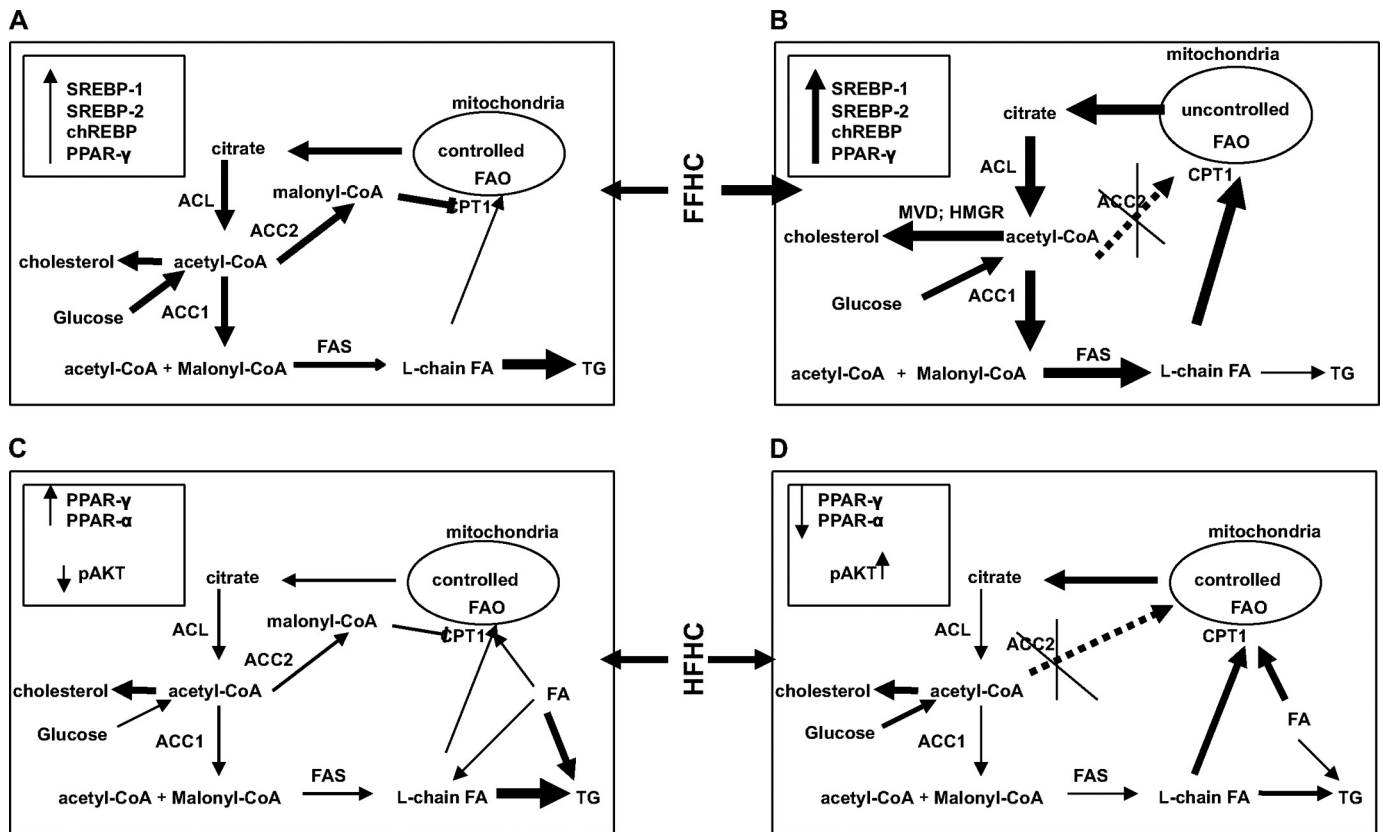 A
SREBP-1
SREBP-2
chREBP
PPAR-γ
mitochondria
citrate
controlled
FAO
malonyl-CoA
CPT1
ACL
ACC2
cholesterol
acetyl-CoA
Glucose
ACC1
FAS
acetyl-CoA + Malonyl-CoA
L-chain FA
TG
FFHC
B
SREBP-1
SREBP-2
chREBP
PPAR-γ
mitochondria
citrate
uncontrolled
FAO
CPT1
ACL
ACC2
MVD; HMGR
cholesterol
acetyl-CoA
Glucose
ACC1
FAS
acetyl-CoA + Malonyl-CoA
L-chain FA
TG
C
PPAR-γ
PPAR-α
pAKT
mitochondria
citrate
controlled
FAO
malonyl-CoA
CPT1
ACL
ACC2
cholesterol
acetyl-CoA
FA
Glucose
ACC1
FAS
acetyl-CoA + Malonyl-CoA
L-chain FA
TG
HFHC
D
PPAR-γ
PPAR-α
pAKT
mitochondria
citrate
controlled
FAO
CPT1
ACL
ACC2
cholesterol
acetyl-CoA
FA
Glucose
ACC1
FAS
acetyl-CoA + Malonyl-CoA
L-chain FA
TG